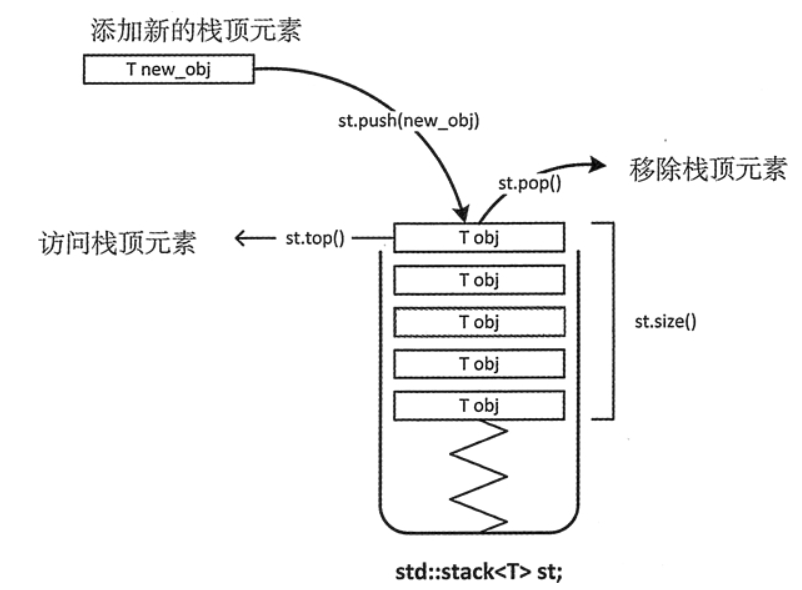 添加新的栈顶元素
T new_obj
st.push(new_obj)
st.pop()
移除栈顶元素
访问栈顶元素
st.top()
T obj
T obj
T obj
T obj
T obj
st.size()
std::stack<T> st;